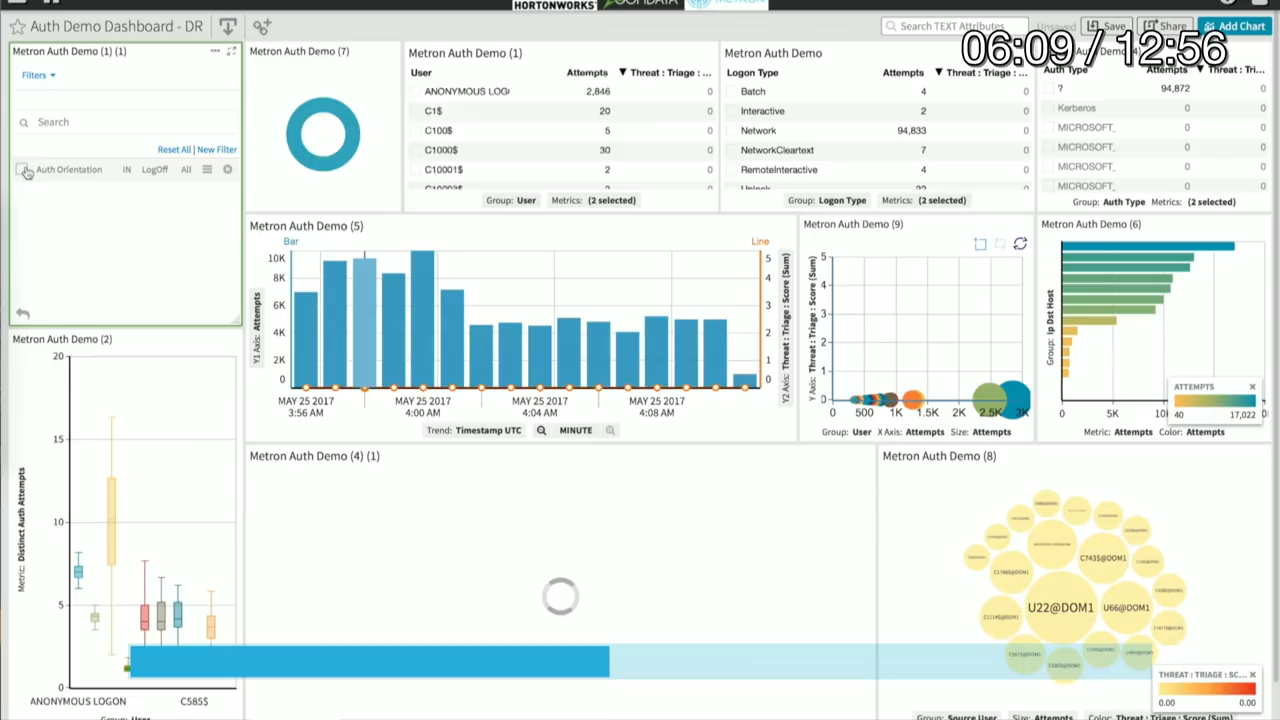 HORTONWORKS
Auth Demo Dashboard - DR
Search TEXT Attributes
Unsaved
Save
Share
Add Chart
06:09 / 12:56
Metron Auth Demo (1) (1)
Filters
Search
Reset All | New Filter
Auth Orientation IN LogOff All
Metron Auth Demo (7)
Metron Auth Demo (1)
User Attempts Threat : Triage : ...
2,846 0
C1$ 20 0
C100$ 5 0
C1000$ 30 0
C10001$ 2 0
Group: User Metrics: (2 selected)
Metron Auth Demo
Logon Type Attempts Threat : Triage : ...
Batch 4 0
Interactive 2 0
Network 94,833 0
NetworkCleartext 7 0
RemoteInteractive 4 0
Group: Logon Type Metrics: (2 selected)
Auth Type Attempts Threat : Tri...
? 94,872 0
Kerberos 0 0
MICROSOFT_ 0 0
MICROSOFT_ 0 0
MICROSOFT_ 0 0
MICROSOFT_ 0 0
Group: Auth Type Metrics: (2 selected)
Metron Auth Demo (5)
Bar
Line
Y1 Axis: Attempts
10K
8K
6K
4K
2K
0
5
4
3
2
1
0
Y2 Axis: Threat : Triage : Score (Sum)
MAY 25 2017 MAY 25 2017 MAY 25 2017 MAY 25 2017
3:56 AM 4:00 AM 4:04 AM 4:08 AM
Trend: Timestamp UTC MINUTE
Metron Auth Demo (9)
Y Axis: Threat : Triage : Score (Sum)
5
4
3
2
1
0
0 500 1K 1.5K 2K 2.5K 3K
Group: User X Axis: Attempts Size: Attempts
Metron Auth Demo (6)
Group: Ip Dst Host
0 5K
ATTEMPTS
40 17,022
Metric: Attempts Color: Attempts
Metron Auth Demo (2)
Metric: Distinct Auth Attempts
20
15
10
5
0
ANONYMOUS LOGON C585$
Group: User
Metron Auth Demo (4) (1)
Metron Auth Demo (8)
C743$@DOM1
U22@DOM1
U66@DOM1
THREAT : TRIAGE : SC...
0.00 0.00
Group: Source User Size: Attempts Color: Threat : Triage : Score (Sum)